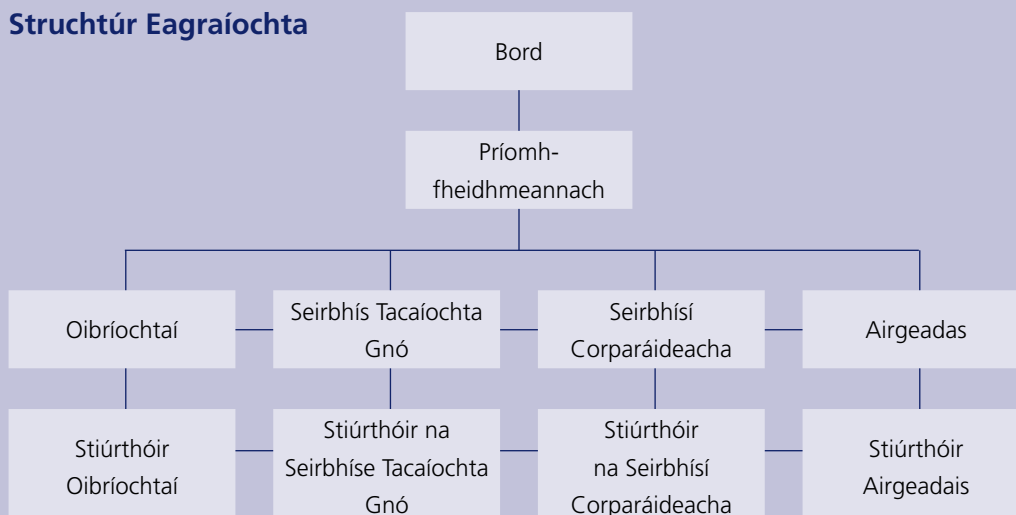 Struchtúr Eagraíochta
Bord
Príomh-
fheidhmeannach
Oibríochtaí
Seirbhís Tacaíochta
Gnó
Seirbhísí
Corparáideacha
Airgeadas
Stiúrthóir
Oibríochtaí
Stiúrthóir na
Seirbhíse Tacaíochta
Gnó
Stiúrthóir
na Seirbhísí
Corparáideacha
Stiúrthóir
Airgeadais